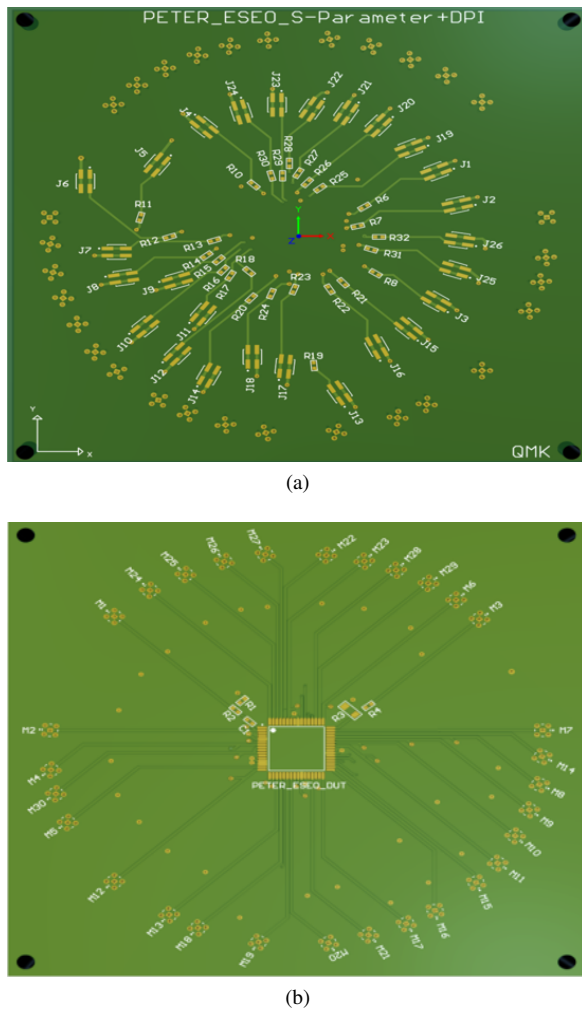 PETER_ESEO_S-Parameter+DPI
J23
J24
J22
J21
J4
J20
J19
J5
J1
J6
J2
R28
R30
R29
R27
R26
R25
R10
R6
R11
R7
R12
R13
R32
J26
J7
R14
R31
J25
R15
R18
J8
R16
R23
R8
J9
R17
R21
R22
R24
R20
J3
J10
J11
J15
J12
R19
J16
J14
J18
J17
J13
Y
X
Z
Y
X
QMK
(a)
M27
M22
M26
M23
M25
M28
M24
M29
M6
M1
M3
R1
R2
R3
R4
C1
M2
M7
M4
M14
M30
M8
M5
M9
PETER_ESEO_DUT
M10
M11
M12
M15
M13
M16
M18
M17
M19
M20
M21
(b)